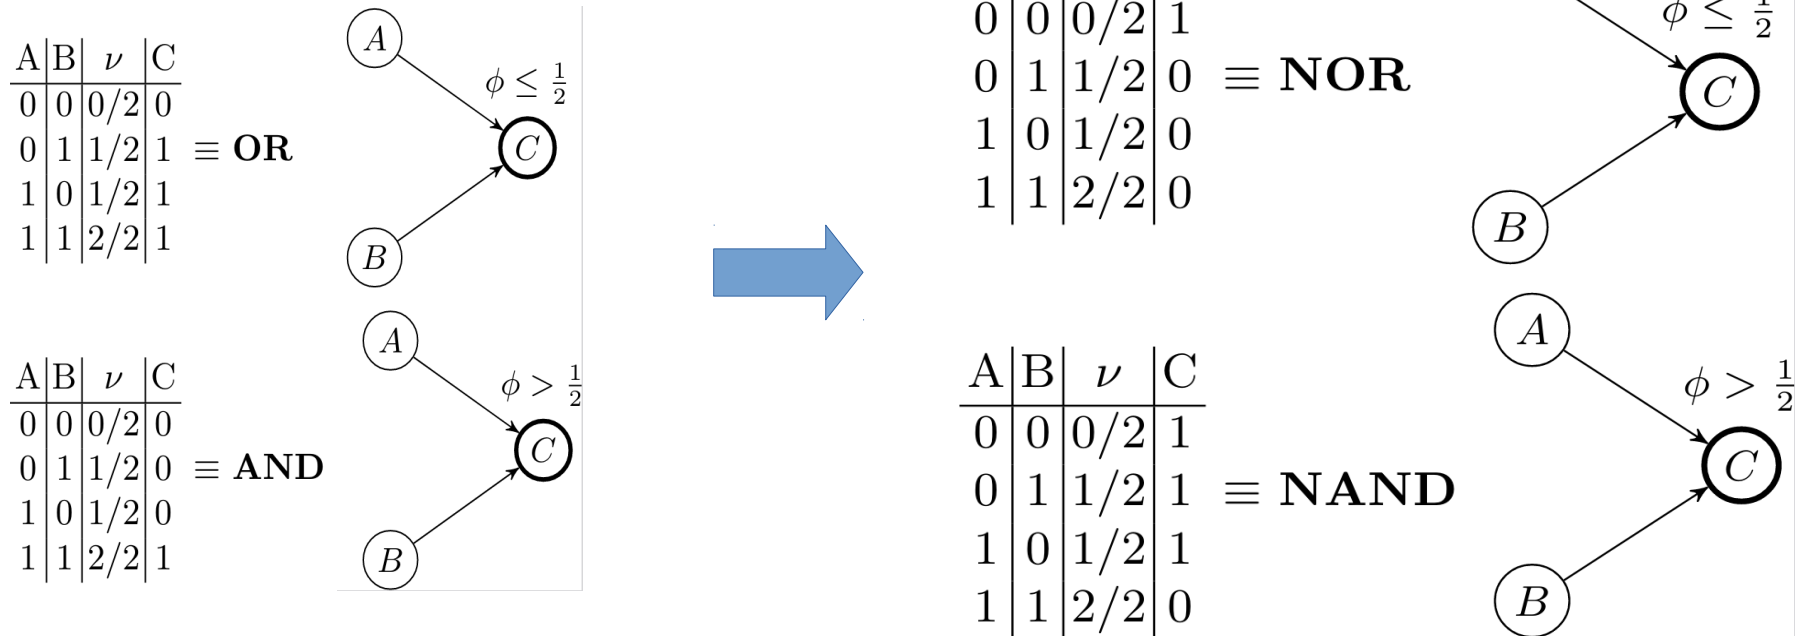 A B ν C
0 0 0/2 0
0 1 1/2 1 ≡ OR
1 0 1/2 1
1 1 2/2 1
A
ϕ ≤ 1/2
C
B
A B ν C
0 0 0/2 0
0 1 1/2 0 ≡ AND
1 0 1/2 0
1 1 2/2 1
A
ϕ > 1/2
C
B
0 0 0/2 1
0 1 1/2 0 ≡ NOR
1 0 1/2 0
1 1 2/2 0
ϕ ≤ 1/2
C
B
A B ν C
0 0 0/2 1
0 1 1/2 1 ≡ NAND
1 0 1/2 1
1 1 2/2 0
A
ϕ > 1/2
C
B